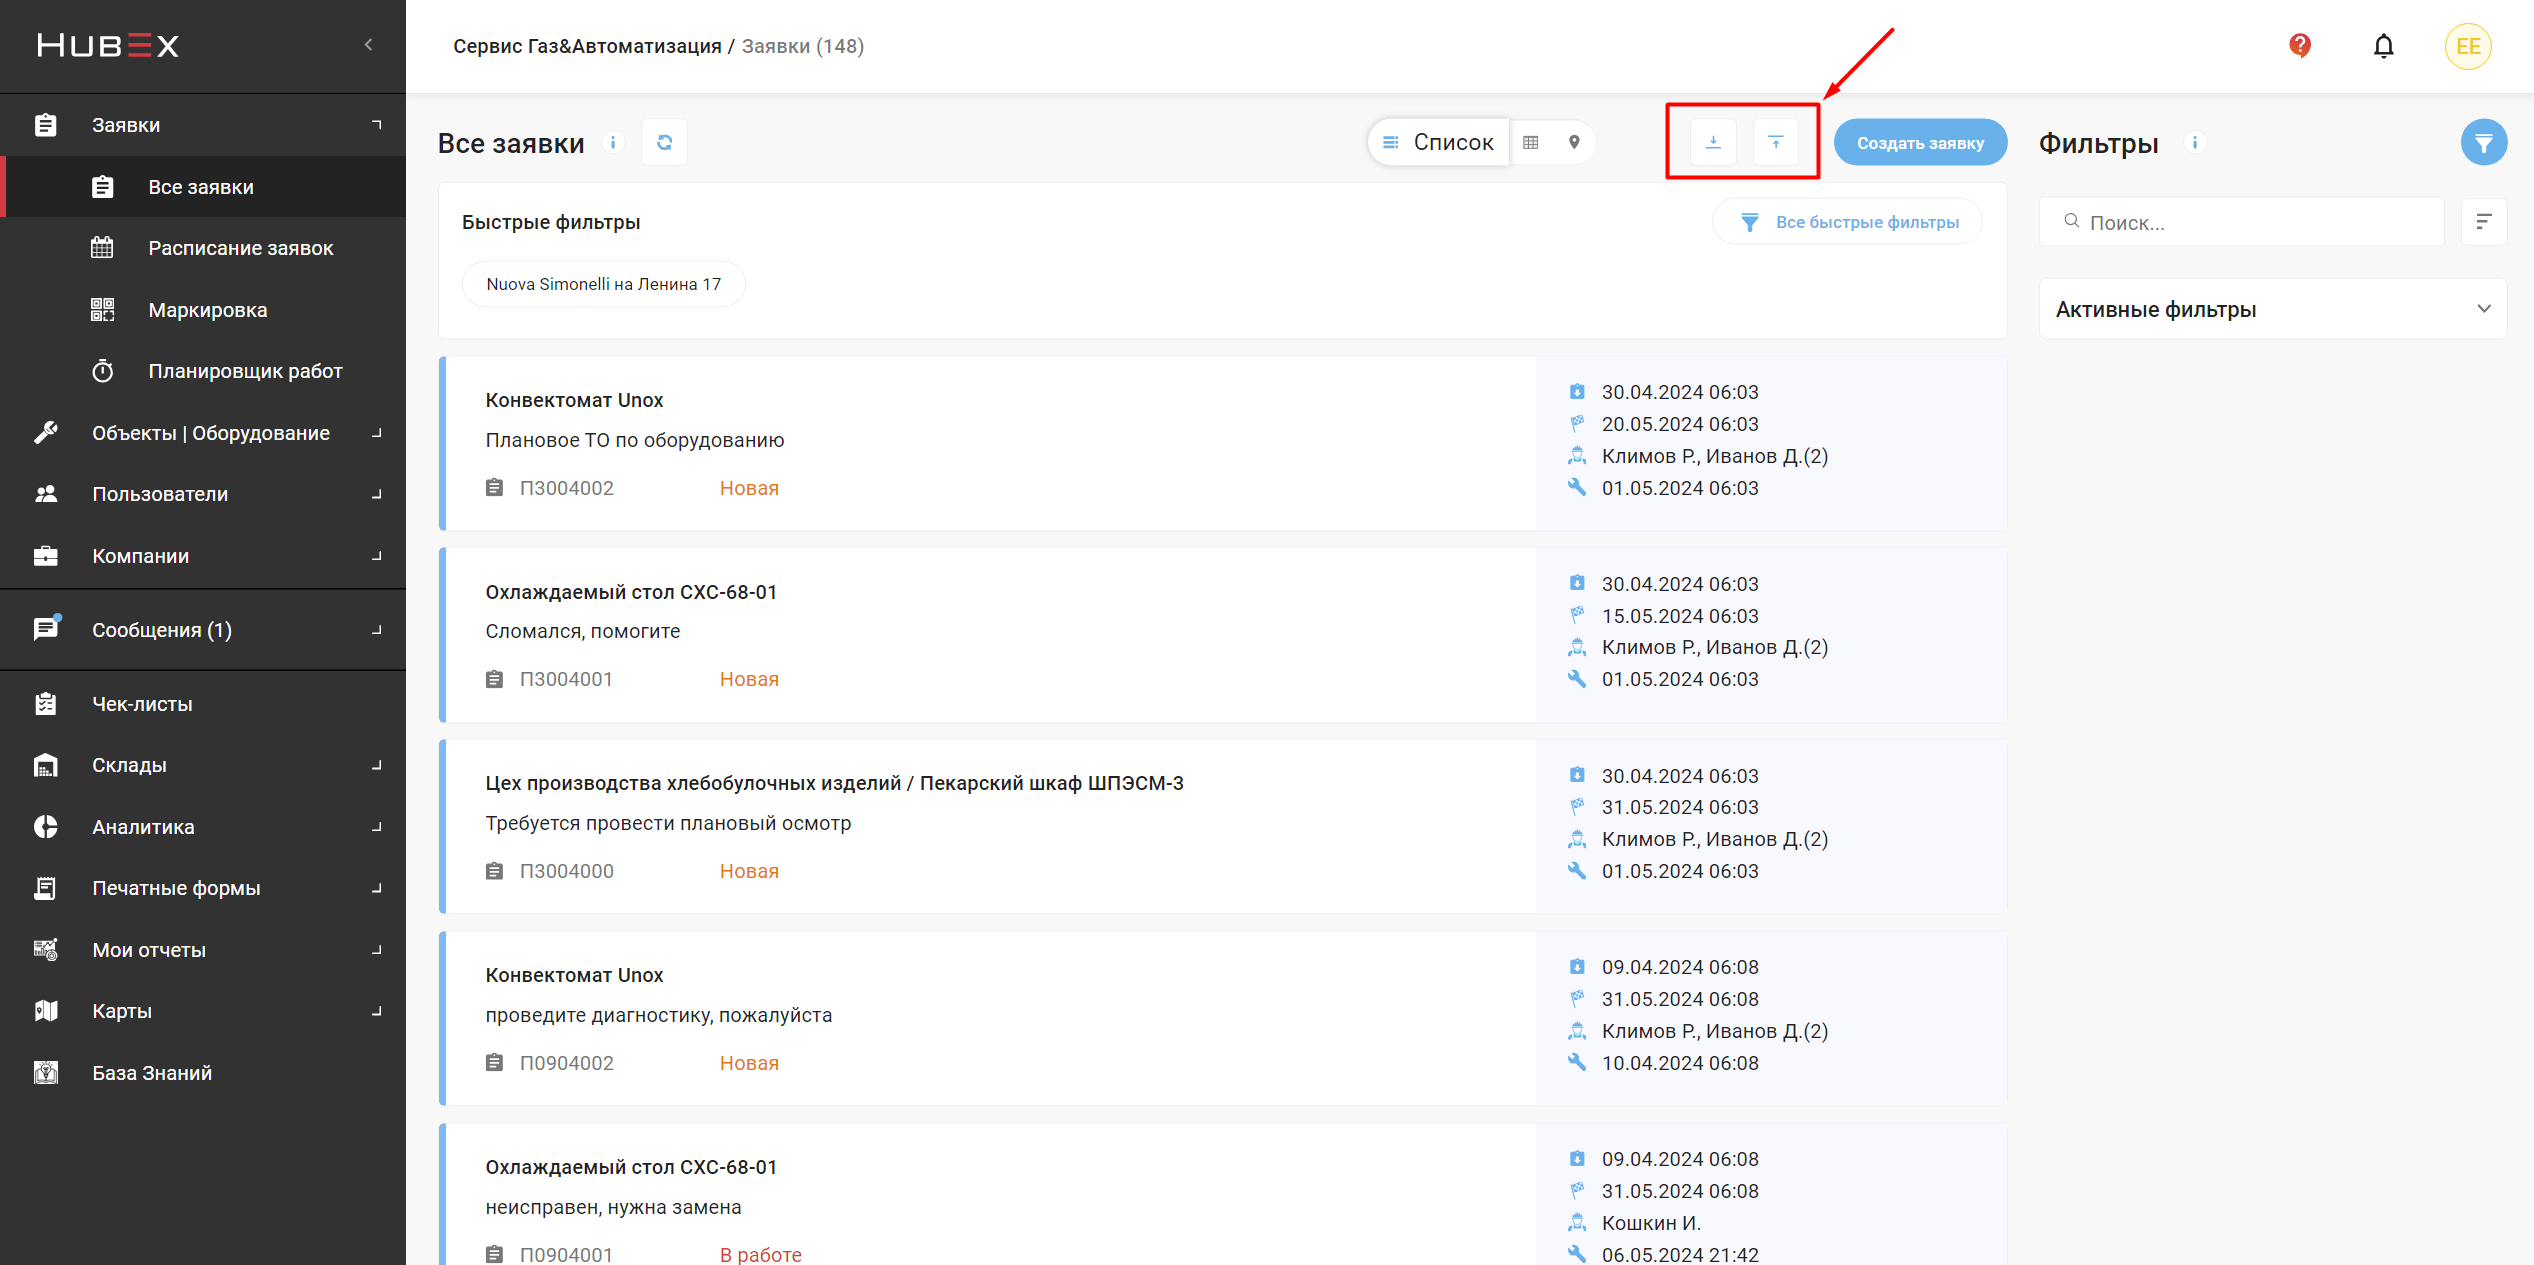 HUBEX
Сервис Газ&Автоматизация / Заявки (148)
EE
Заявки
Все заявки
Расписание заявок
Маркировка
Планировщик работ
Объекты | Оборудование
Пользователи
Компании
Сообщения (1)
Чек-листы
Склады
Аналитика
Печатные формы
Мои отчеты
Карты
База Знаний
Все заявки
Список
Создать заявку
Быстрые фильтры
Все быстрые фильтры
Nuova Simonelli на Ленина 17
Конвектомат Unox
Плановое ТО по оборудованию
П3004002 Новая
30.04.2024 06:03
20.05.2024 06:03
Климов Р., Иванов Д.(2)
01.05.2024 06:03
Охлаждаемый стол СХС-68-01
Сломался, помогите
П3004001 Новая
30.04.2024 06:03
15.05.2024 06:03
Климов Р., Иванов Д.(2)
01.05.2024 06:03
Цех производства хлебобулочных изделий / Пекарский шкаф ШПЭСМ-3
Требуется провести плановый осмотр
П3004000 Новая
30.04.2024 06:03
31.05.2024 06:03
Климов Р., Иванов Д.(2)
01.05.2024 06:03
Конвектомат Unox
проведите диагностику, пожалуйста
П0904002 Новая
09.04.2024 06:08
31.05.2024 06:08
Климов Р., Иванов Д.(2)
10.04.2024 06:08
Охлаждаемый стол СХС-68-01
неисправен, нужна замена
П0904001 В работе
09.04.2024 06:08
31.05.2024 06:08
Кошкин И.
06.05.2024 21:42
Фильтры
Поиск...
Активные фильтры